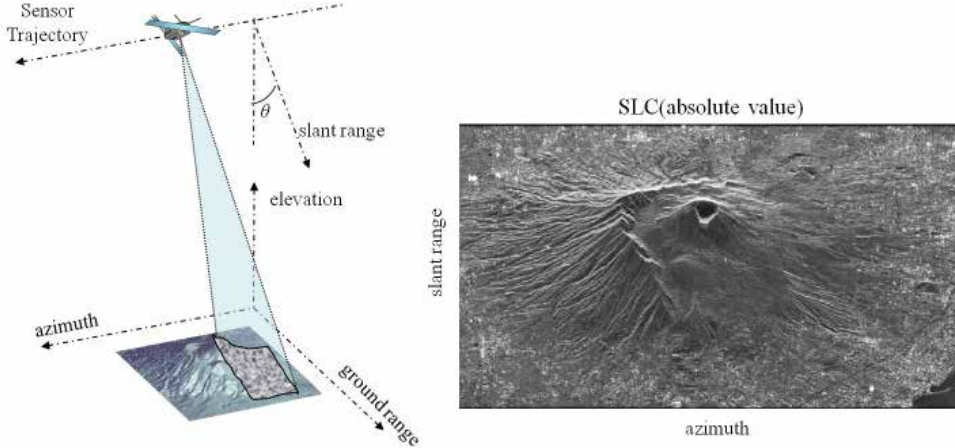 Sensor
Trajectory
θ
slant range
elevation
azimuth
ground range
SLC(absolute value)
slant range
azimuth